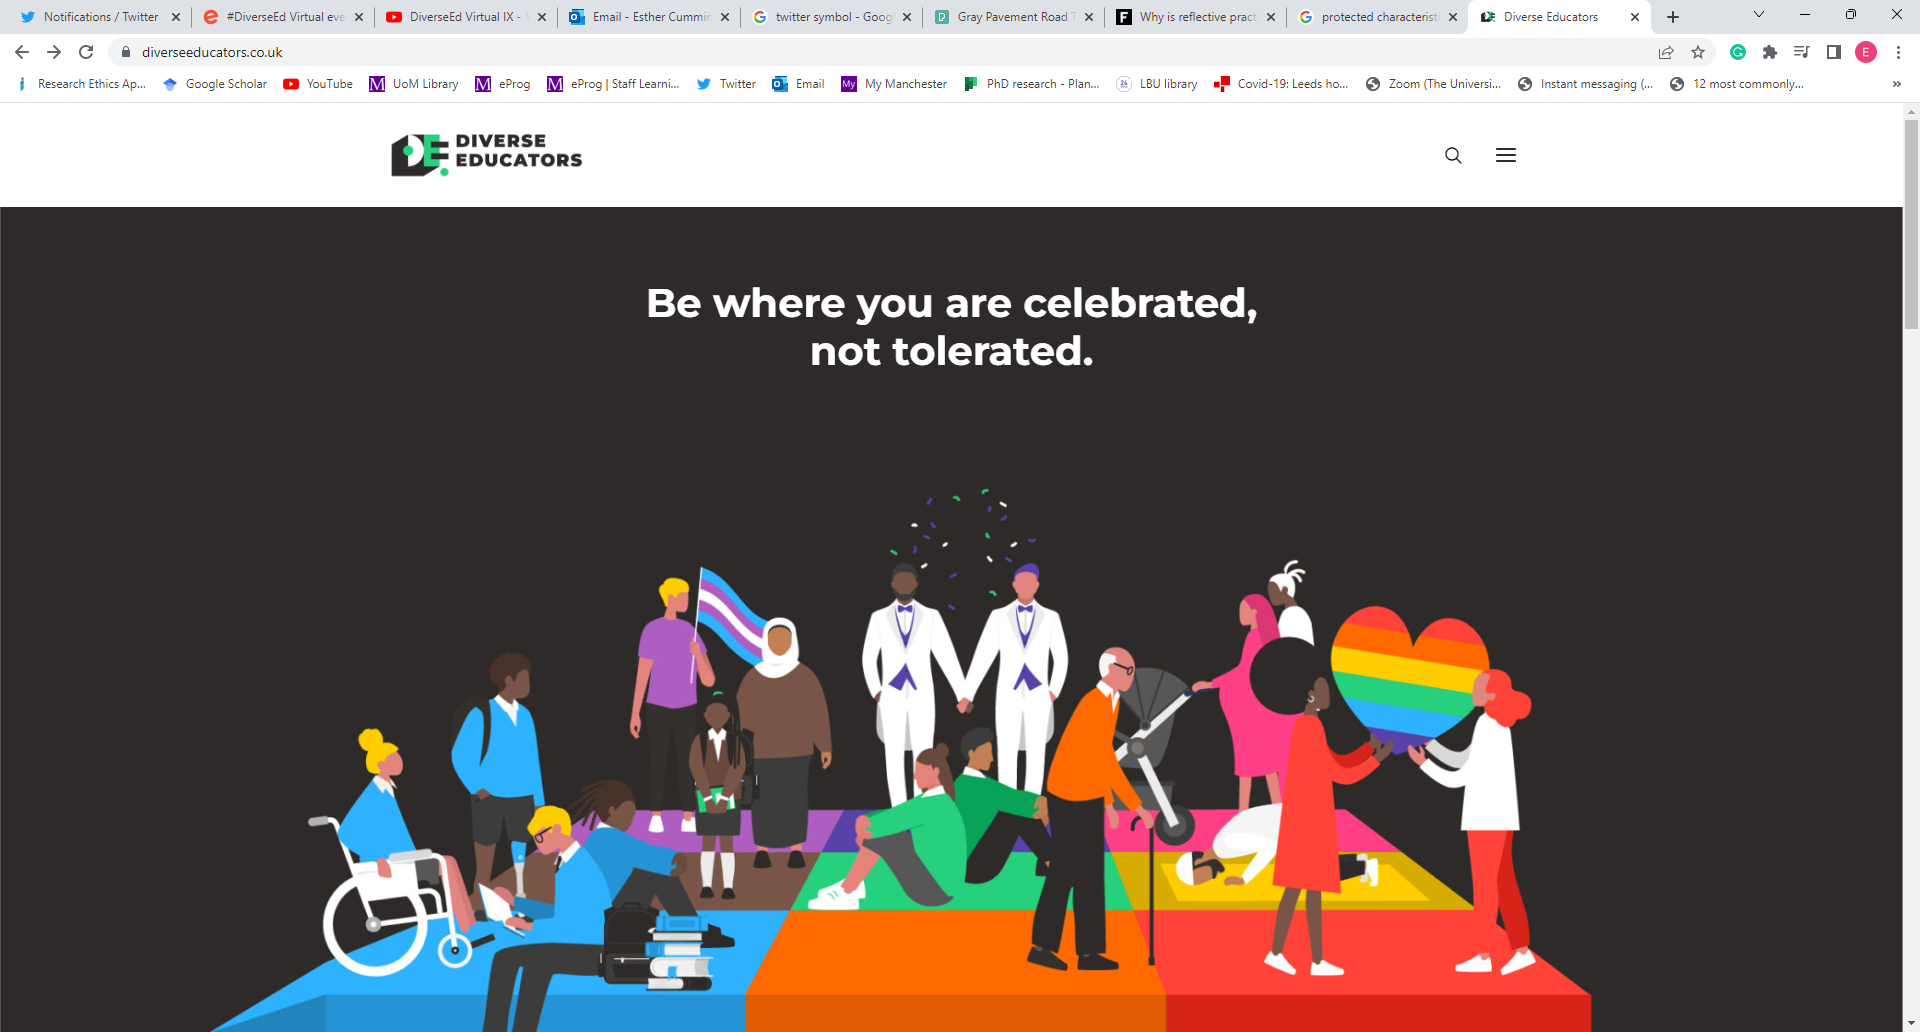 Notifications / Twitter
#DiverseEd Virtual eve
DiverseEd Virtual IX - Y
Email - Esther Cummin
twitter symbol - Goog
Gray Pavement Road T
Why is reflective pract
protected characterist
Diverse Educators
diverseeducators.co.uk
E
Research Ethics Ap...
Google Scholar
YouTube
UoM Library
eProg
eProg | Staff Learni...
Twitter
Email
My Manchester
PhD research - Plan...
LBU library
Covid-19: Leeds ho...
Zoom (The Universi...
Instant messaging (...
12 most commonly...
»
DE.
DIVERSE
EDUCATORS
Be where you are celebrated,
not tolerated.